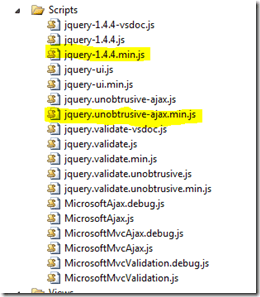 Scripts
jquery-1.4.4-vsdoc.js
jquery-1.4.4.js
jquery-1.4.4.min.js
jquery-ui.js
jquery-ui.min.js
jquery.unobtrusive-ajax.js
jquery.unobtrusive-ajax.min.js
jquery.validate-vsdoc.js
jquery.validate.js
jquery.validate.min.js
jquery.validate.unobtrusive.js
jquery.validate.unobtrusive.min.js
MicrosoftAjax.debug.js
MicrosoftAjax.js
MicrosoftMvcAjax.debug.js
MicrosoftMvcAjax.js
MicrosoftMvcValidation.debug.js
MicrosoftMvcValidation.js
Views